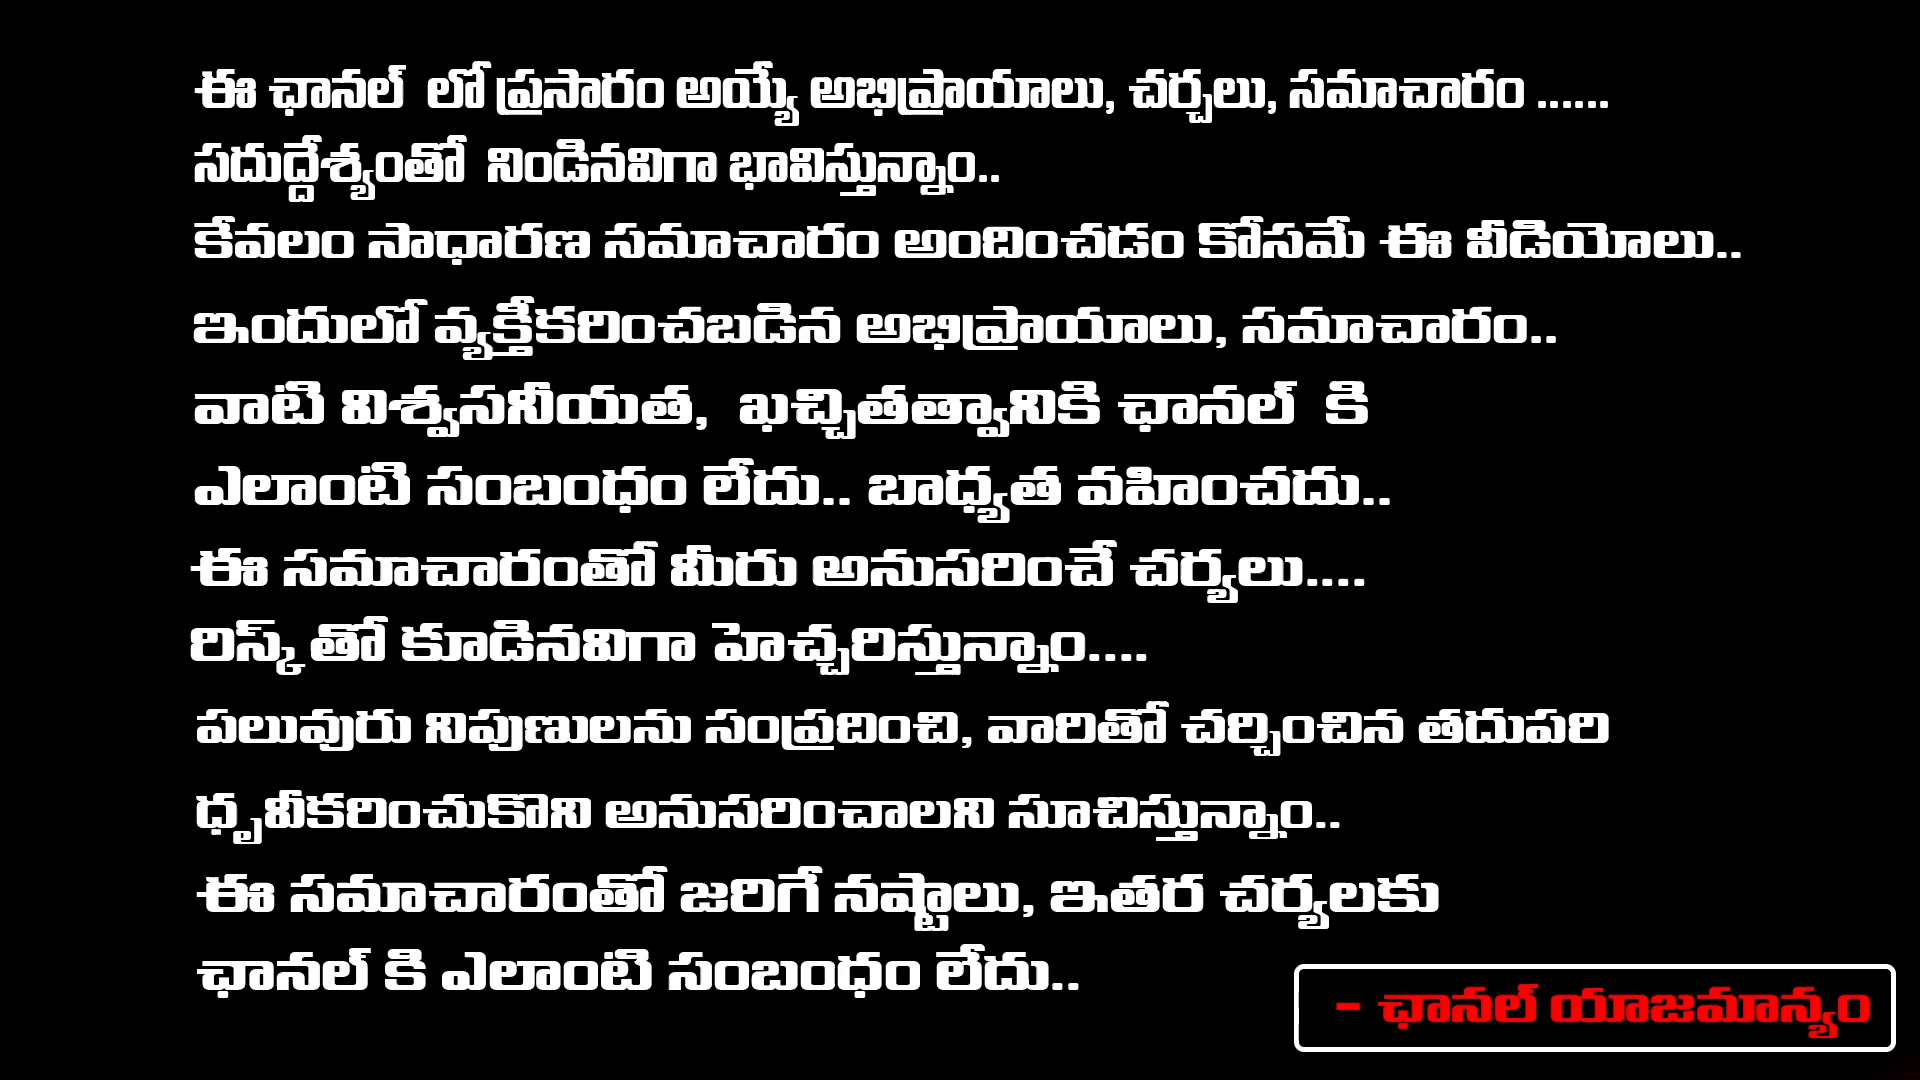 ఈ ఛానల్ లో ప్రసారం అయ్యే అభిప్రాయాలు, చర్చలు, సమాచారం ......
సదుద్దేశ్యంతో నిండినవిగా భావిస్తున్నాం..
కేవలం సాధారణ సమాచారం అందించడం కోసమే ఈ వీడియోలు..
ఇందులో వ్యక్తీకరించబడిన అభిప్రాయాలు, సమాచారం..
వాటి విశ్వసనీయత, ఖచ్చితత్వానికి ఛానల్ కి
ఎలాంటి సంబంధం లేదు.. బాధ్యత వహించదు..
ఈ సమాచారంతో మీరు అనుసరించే చర్యలు....
రిస్క్ తో కూడినవిగా హెచ్చరిస్తున్నాం....
పలువురు నిపుణులను సంప్రదించి, వారితో చర్చించిన తదుపరి
ధృవీకరించుకొని అనుసరించాలని సూచిస్తున్నాం..
ఈ సమాచారంతో జరిగే నష్టాలు, ఇతర చర్యలకు
ఛానల్ కి ఎలాంటి సంబంధం లేదు..
- ఛానల్ యాజమాన్యం